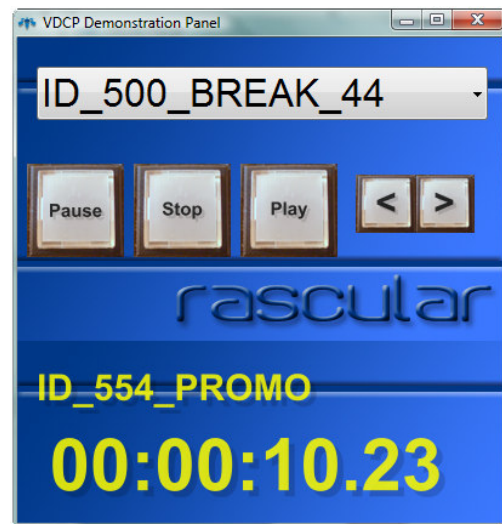 VDCP Demonstration Panel
ID_500_BREAK_44
Pause Stop Play < >
rascular
ID_554_PROMO
00:00:10.23